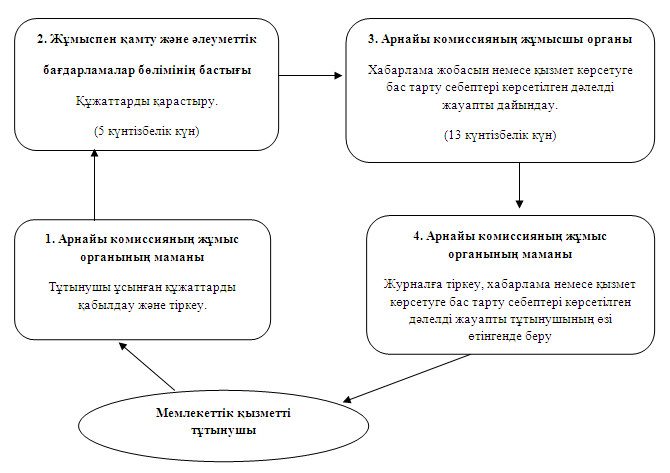 1. Арнайы комиссияның жұмыс
органының маманы
Тұтынушы ұсынған құжаттарды
қабылдау және тіркеу.
2. Жұмыспен қамту және әлеуметтік
бағдарламалар бөлімінің бастығы
Құжаттарды қарастыру.
(5 күнтізбелік күн)
3. Арнайы комиссияның жұмысшы органы
Хабарлама жобасын немесе қызмет көрсетуге
бас тарту себептері көрсетілген дәлелді
жауапты дайындау.
(13 күнтізбелік күн)
4. Арнайы комиссияның жұмыс
органының маманы
Журналға тіркеу, хабарлама немесе қызмет
көрсетуге бас тарту себептері көрсетілген
дәлелді жауапты тұтынушының өзі
өтінгенде беру
Мемлекеттік қызметті
тұтынушы